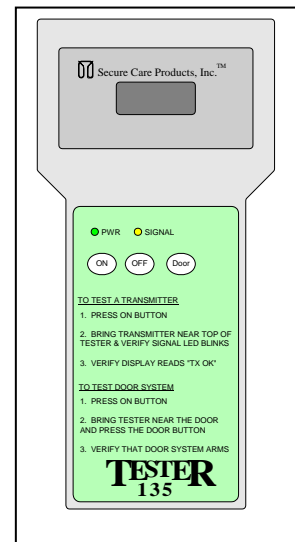 Secure Care Products, Inc.™
PWR SIGNAL
ON OFF Door
TO TEST A TRANSMITTER
1. PRESS ON BUTTON
2. BRING TRANSMITTER NEAR TOP OF
TESTER & VERIFY SIGNAL LED BLINKS
3. VERIFY DISPLAY READS "TX OK"
TO TEST DOOR SYSTEM
1. PRESS ON BUTTON
2. BRING TESTER NEAR THE DOOR
AND PRESS THE DOOR BUTTON
3. VERIFY THAT DOOR SYSTEM ARMS
TESTER
135